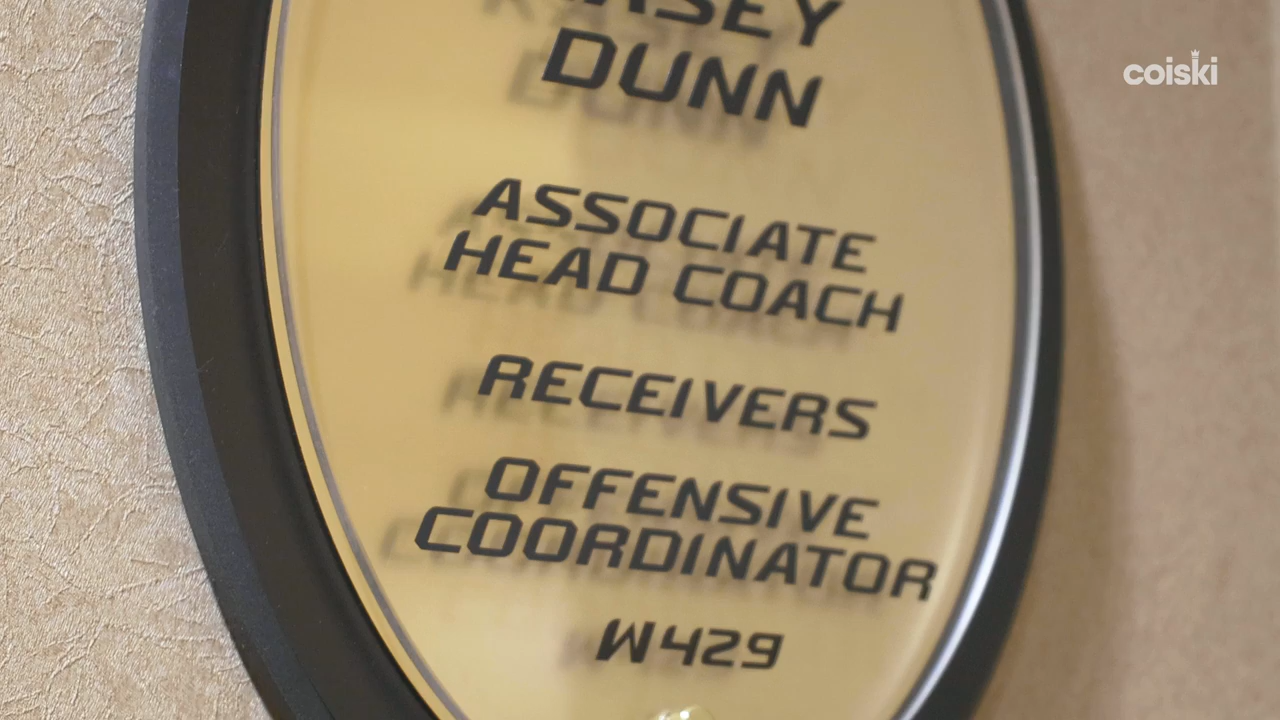 coiski
DUNN
ASSOCIATE
HEAD COACH
RECEIVERS
OFFENSIVE
COORDINATOR
W429